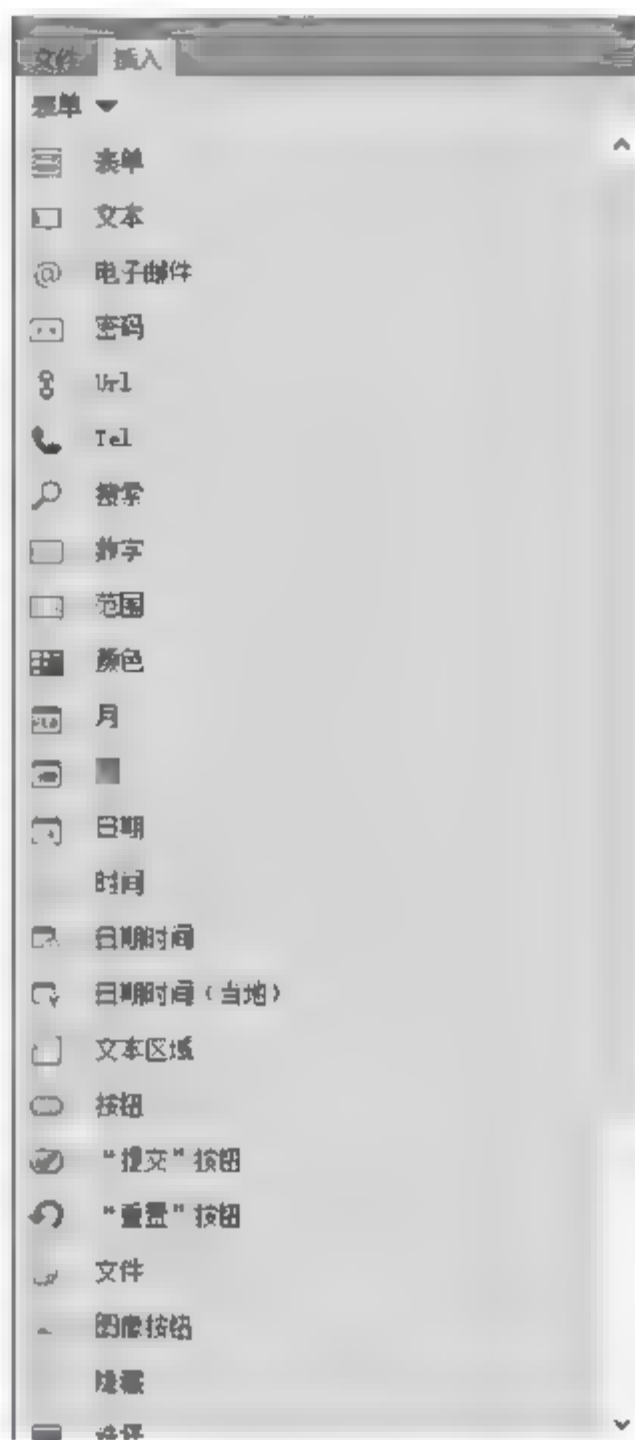 文件 插入
表单
表单
文本
电子邮件
密码
Url
Tel
搜索
数字
范围
颜色
月
日期
时间
日期时间
日期时间（当地）
文本区域
按钮
“提交”按钮
“重置”按钮
文件
图像按钮
隐藏
选择